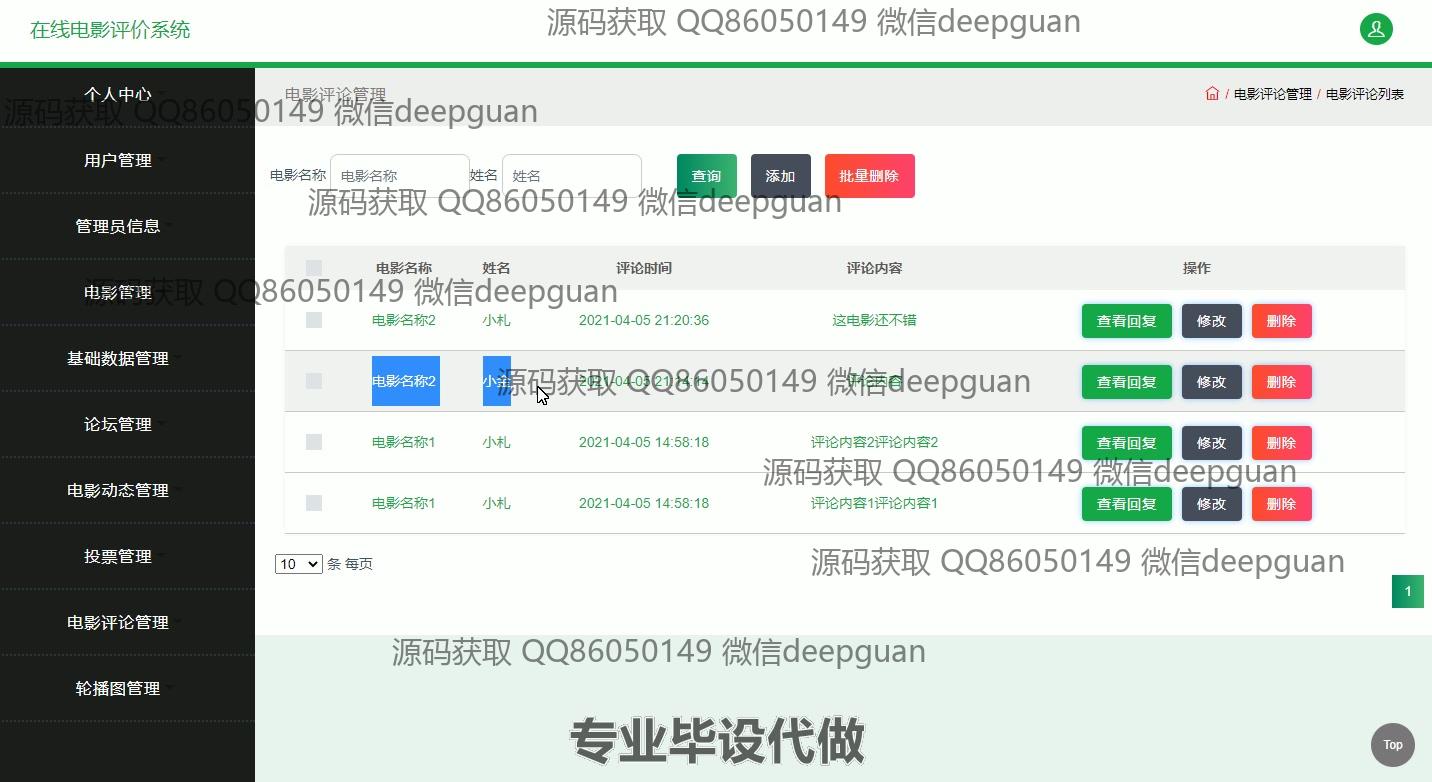 在线电影评价系统
源码获取 QQ86050149 微信deepguan
个人中心
电影评论管理
/ 电影评论管理 / 电影评论列表
源码获取 QQ86050149 微信deepguan
用户管理
电影名称 电影名称 姓名 姓名 查询 添加 批量删除
源码获取 QQ86050149 微信deepguan
管理员信息
电影名称 姓名 评论时间 评论内容 操作
电影管理
源码获取 QQ86050149 微信deepguan
电影名称2 小札 2021-04-05 21:20:36 这电影还不错 查看回复 修改 删除
基础数据管理
电影名称2 小金 2021-04-05 21:14:14 评论内容 查看回复 修改 删除
源码获取 QQ86050149 微信deepguan
论坛管理
电影名称1 小札 2021-04-05 14:58:18 评论内容2评论内容2 查看回复 修改 删除
源码获取 QQ86050149 微信deepguan
电影动态管理
电影名称1 小札 2021-04-05 14:58:18 评论内容1评论内容1 查看回复 修改 删除
投票管理
10 条 每页
源码获取 QQ86050149 微信deepguan
1
电影评论管理
源码获取 QQ86050149 微信deepguan
轮播图管理
专业毕设代做
Top